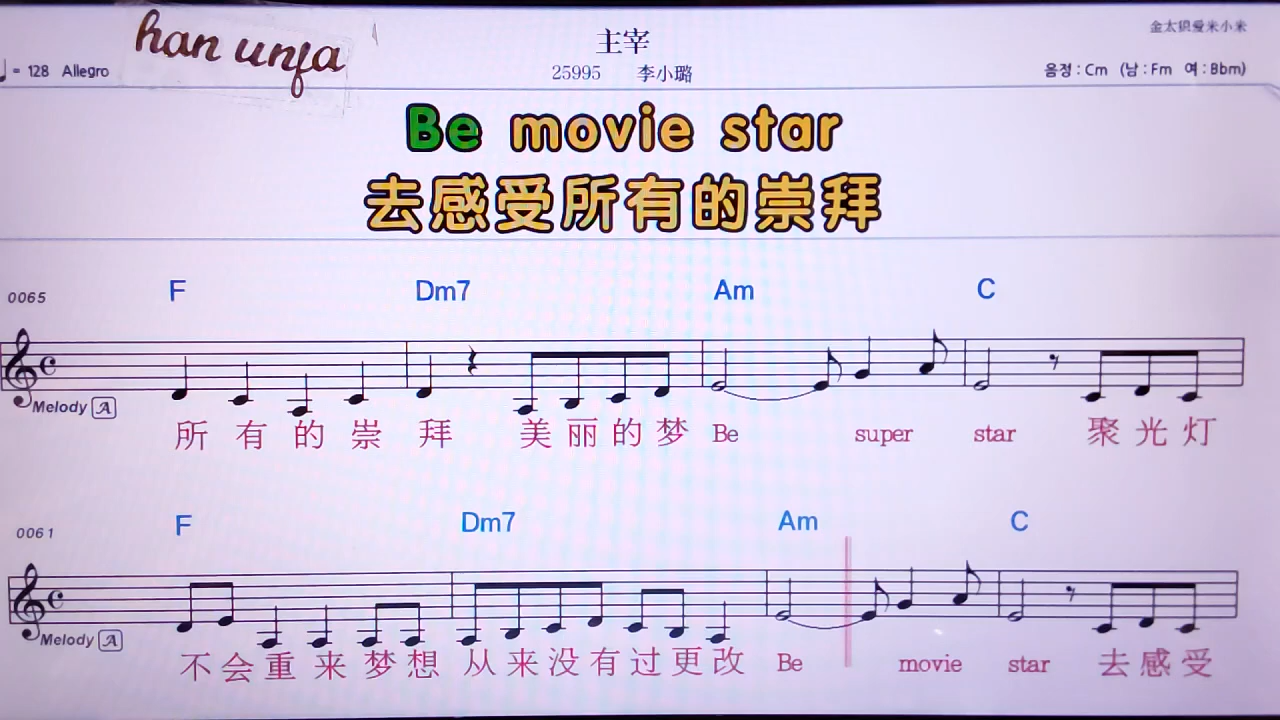 han unja
主宰
金太狼爱米小米
♩ = 128 Allegro
25995 李小璐
음정 : Cm (남 : Fm 여 : Bbm)
Be movie star
去感受所有的崇拜
0065 F Dm7 Am C
Melody A
所有的崇拜 美丽的梦 Be super star 聚光灯
0061 F Dm7 Am C
Melody A
不会重来梦想 从来没有过更改 Be movie star 去感受